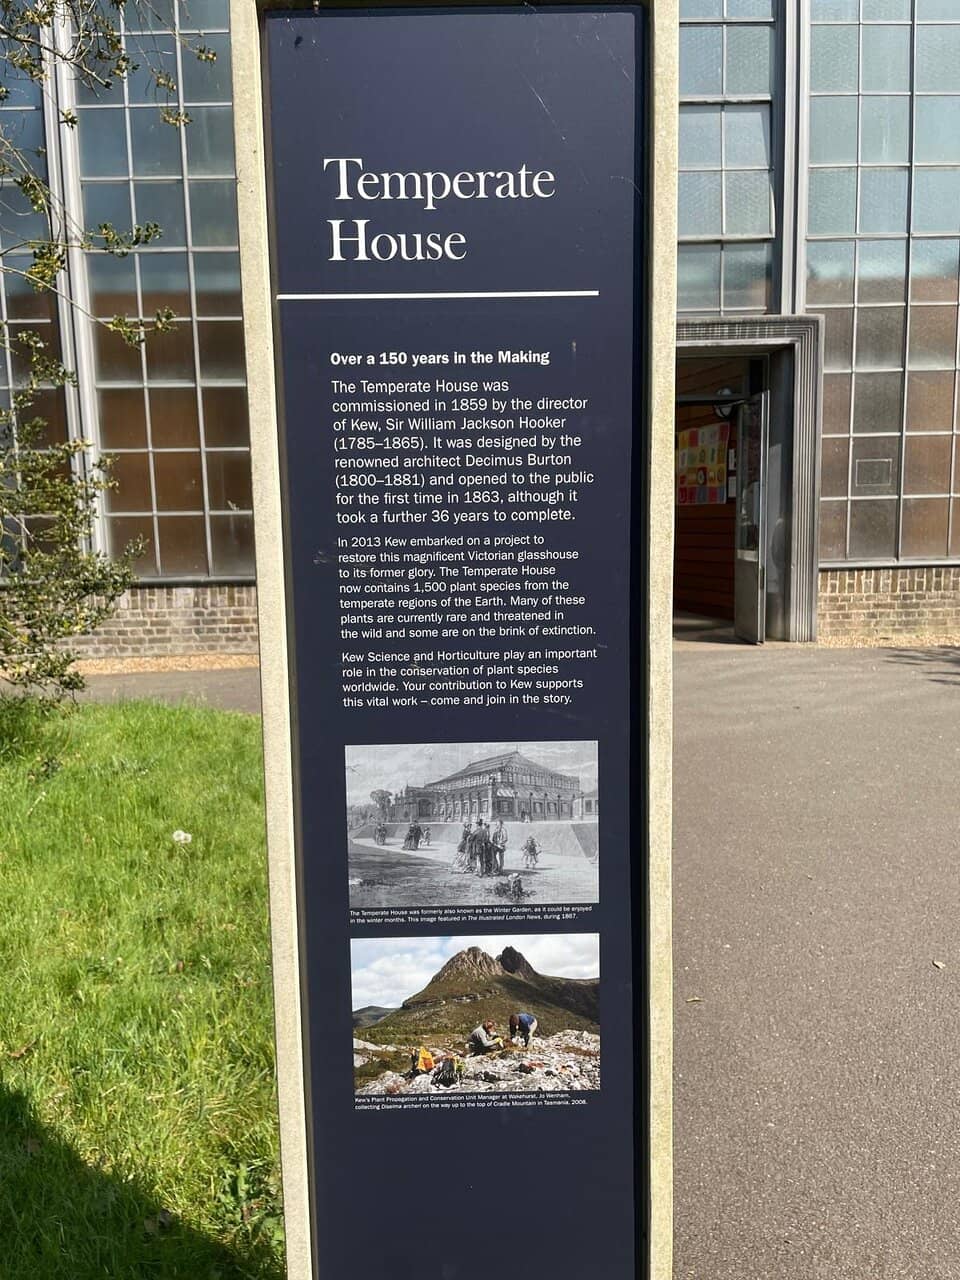 Temperate
House
Over a 150 years in the Making
The Temperate House was
commissioned in 1859 by the director
of Kew, Sir William Jackson Hooker
(1785–1865). It was designed by the
renowned architect Decimus Burton
(1800–1881) and opened to the public
for the first time in 1863, although it
took a further 36 years to complete.
In 2013 Kew embarked on a project to
restore this magnificent Victorian glasshouse
to its former glory. The Temperate House
now contains 1,500 plant species from the
temperate regions of the Earth. Many of these
plants are currently rare and threatened in
the wild and some are on the brink of extinction.
Kew Science and Horticulture play an important
role in the conservation of plant species
worldwide. Your contribution to Kew supports
this vital work – come and join in the story.
The Temperate House was formerly also known as the Winter Garden, as it could be enjoyed
in the winter months. This image featured in The Illustrated London News, during 1867.
Kew's Plant Propagation and Conservation Unit Manager at Wakehurst, Jo Wenham,
collecting Diselma archeri on the way up to the top of Cradle Mountain in Tasmania, 2008.